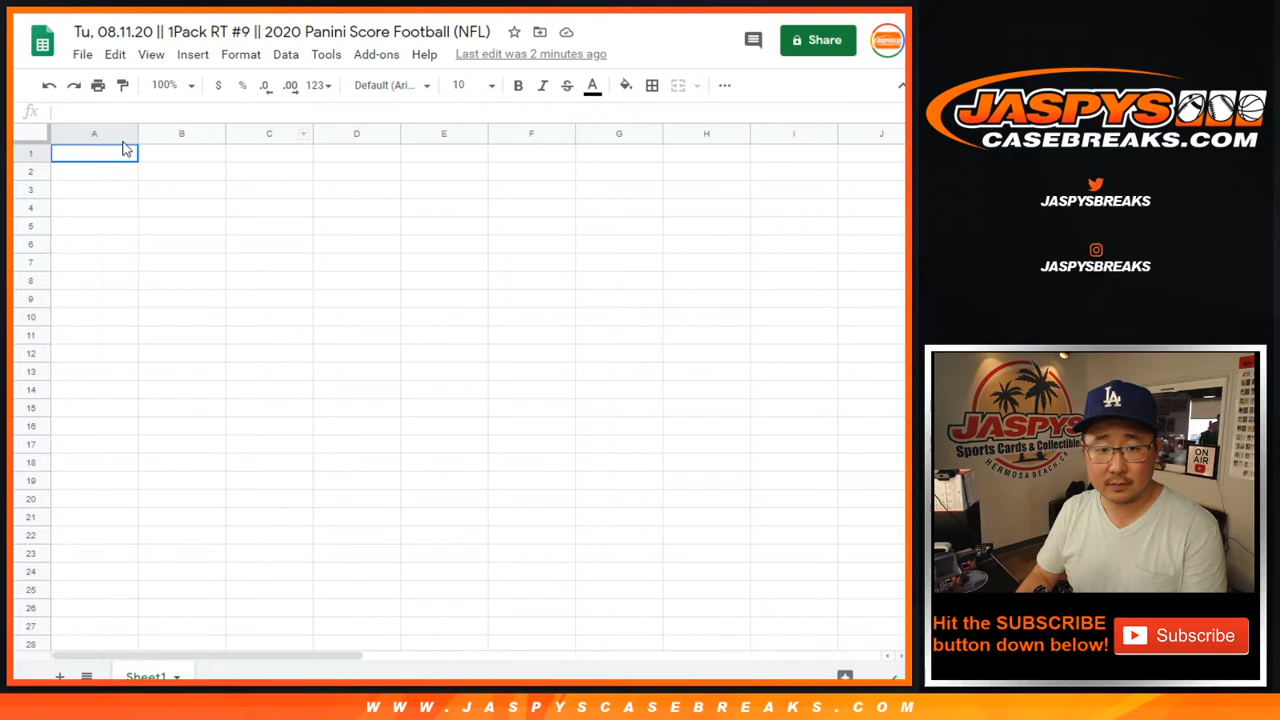 Tu, 08.11.20 || 1Pack RT #9 || 2020 Panini Score Football (NFL)
File Edit View Insert Format Data Tools Add-ons Help Last edit was 2 minutes ago
Share
100% $ % .0 .00 123 Default (Ari... 10 B I S A ...
fx
A B C D E F G H I J
1
2
3
4
5
6
7
8
9
10
11
12
13
14
15
16
17
18
19
20
21
22
23
24
25
26
27
28
+ Sheet1
JASPYS
CASEBREAKS.COM
JASPYSBREAKS
JASPYSBREAKS
JASPYS
Sports Cards & Collectibles
HERMOSA BEACH, CA
LA
ON
AIR
Hit the SUBSCRIBE
button down below!
Subscribe
WWW.JASPYSCASEBREAKS.COM